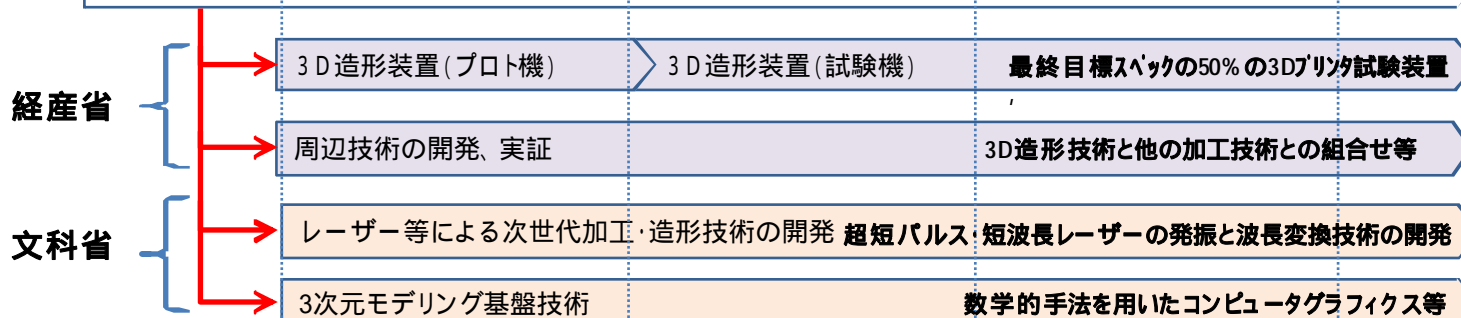 経産省
3D造形装置(プロト機)
3D造形装置(試験機)
最終目標スペックの50%の3Dプリンタ試験装置
,
周辺技術の開発、実証
3D造形技術と他の加工技術との組合せ等
文科省
レーザー等による次世代加工・造形技術の開発
超短パルス・短波長レーザーの発振と波長変換技術の開発
3次元モデリング基盤技術
数学的手法を用いたコンピュータグラフィクス等